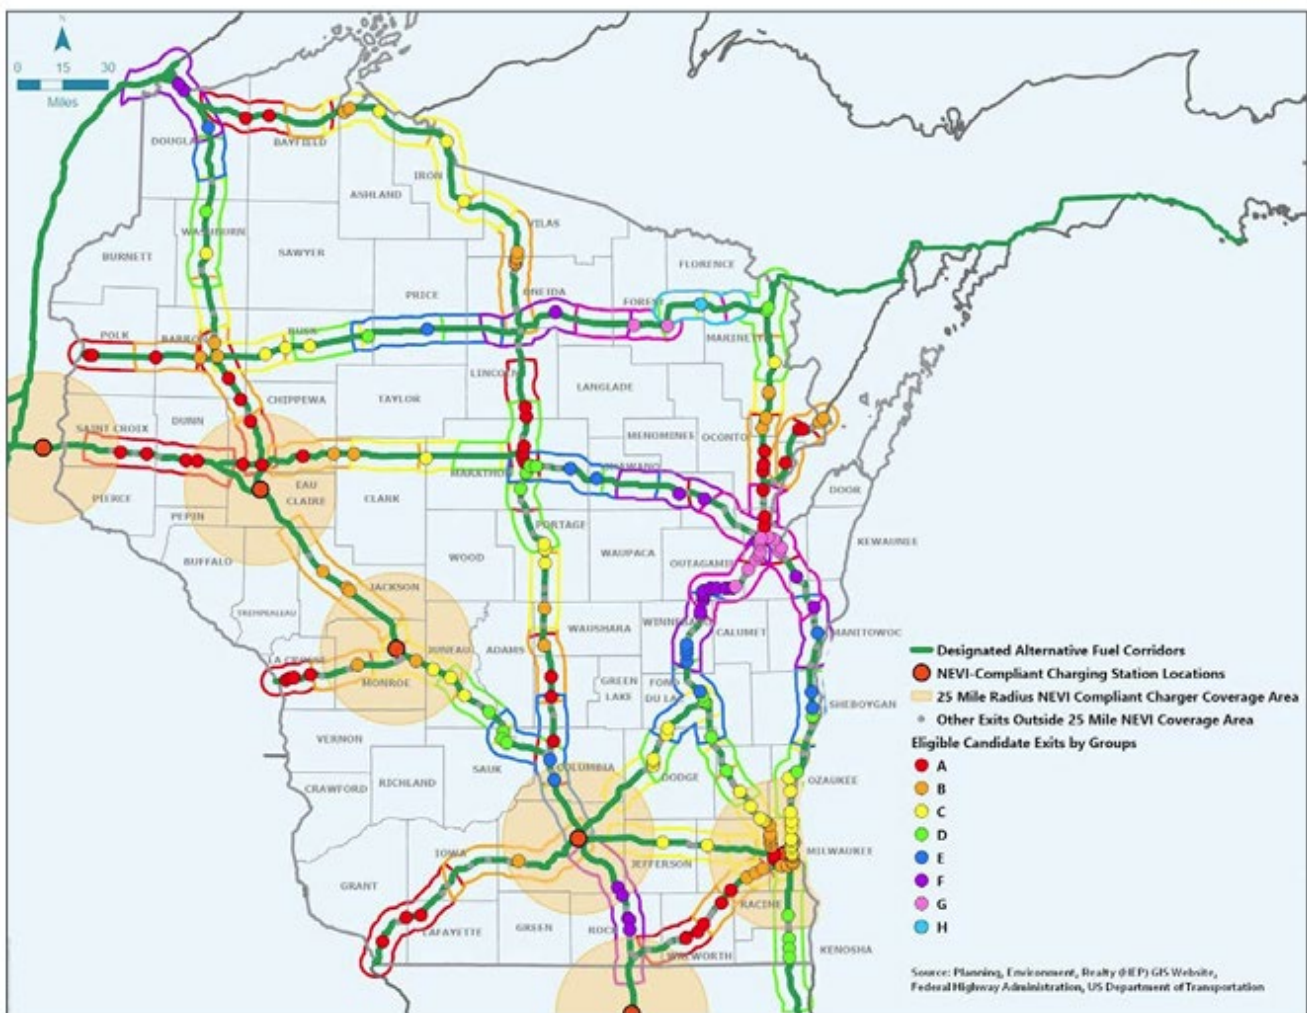 N
0 15 30
Miles
DOUGLAS
BAYFIELD
ASHLAND
IRON
VILAS
BURNETT
WASHBURN
SAWYER
PRICE
ONEIDA
FLORENCE
FOREST
MARINETTE
POLK
BARRON
RUSK
LINCOLN
LANGLADE
CHIPPEWA
TAYLOR
SAINT CROIX
DUNN
MENOMINEE
OCONTO
MARATHON
SHAWANO
PIERCE
EAU
CLAIRE
CLARK
DOOR
PEPIN
PORTAGE
BUFFALO
WOOD
WAUPACA
OUTAGAMIE
KEWAUNEE
JACKSON
TREMPEALEAU
WAUSHARA
WINNEBAGO
CALUMET
MANITOWOC
LA CROSSE
MONROE
JUNEAU
ADAMS
GREEN
LAKE
FOND
DU LA
SHEBOYGAN
VERNON
SAUK
COLUMBIA
DODGE
OZAUKEE
CRAWFORD
RICHLAND
IOWA
JEFFERSON
MILWAUKEE
GRANT
RACINE
LAFAYETTE
GREEN
ROCK
WALWORTH
KENOSHA
Designated Alternative Fuel Corridors
NEVI-Compliant Charging Station Locations
25 Mile Radius NEVI Compliant Charger Coverage Area
Other Exits Outside 25 Mile NEVI Coverage Area
Eligible Candidate Exits by Groups
A
B
C
D
E
F
G
H
Source: Planning, Environment, Realty (HEP) GIS Website,
Federal Highway Administration, US Department of Transportation